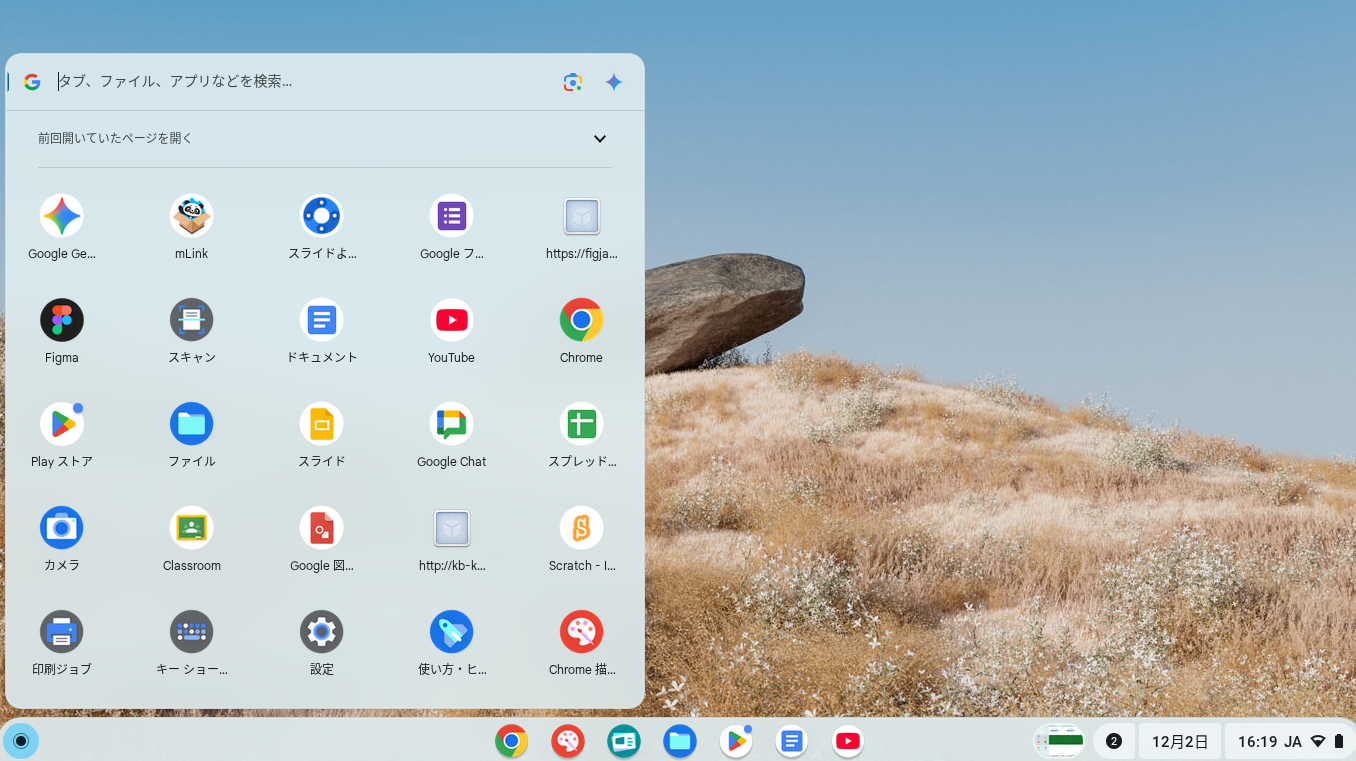 タブ、ファイル、アプリなどを検索...
前回開いていたページを開く
Google Ge...
mLink
スライドよ...
Google フ...
https://figja...
Figma
スキャン
ドキュメント
YouTube
Chrome
Play ストア
ファイル
スライド
Google Chat
スプレッド...
カメラ
Classroom
Google 図...
http://kb-k...
Scratch - I...
印刷ジョブ
キー ショー...
設定
使い方・ヒ...
Chrome 描...
2
12月2日
16:19 JA